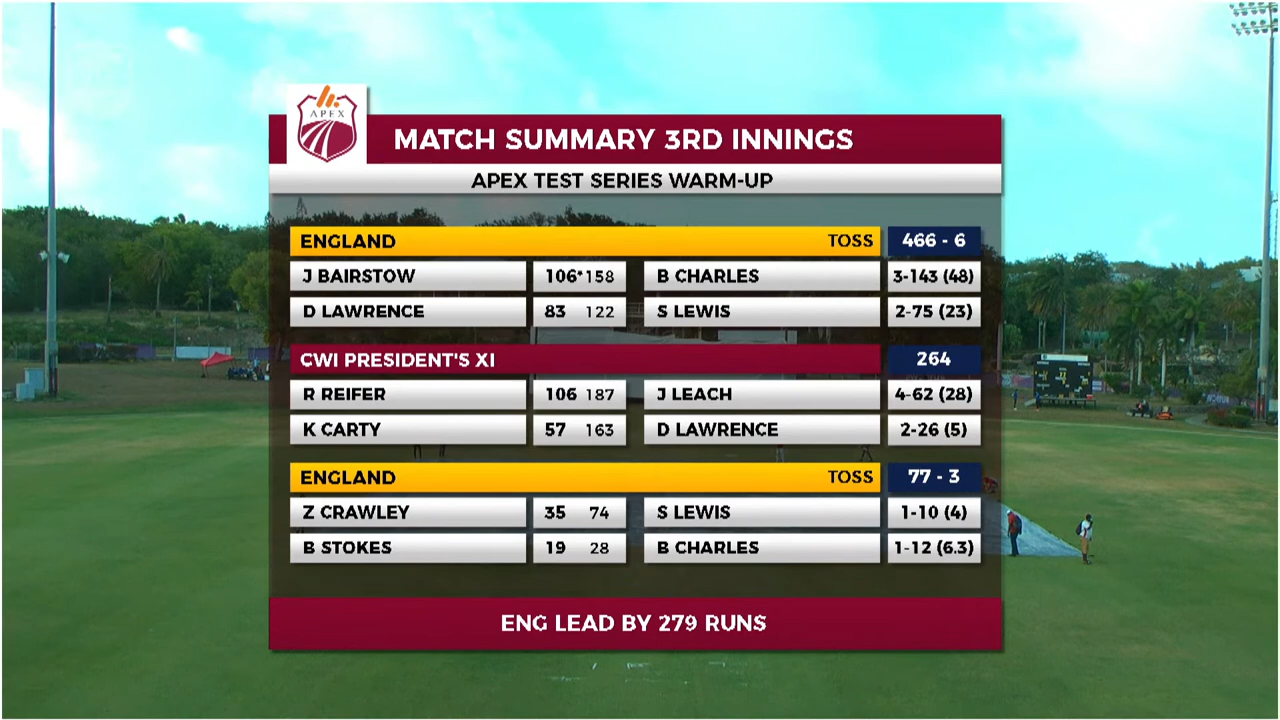 APEX
MATCH SUMMARY 3RD INNINGS
APEX TEST SERIES WARM-UP
ENGLAND TOSS 466 - 6
J BAIRSTOW 106* 158 B CHARLES 3-143 (48)
D LAWRENCE 83 122 S LEWIS 2-75 (23)
CWI PRESIDENT'S XI 264
R REIFER 106 187 J LEACH 4-62 (28)
K CARTY 57 163 D LAWRENCE 2-26 (5)
ENGLAND TOSS 77 - 3
Z CRAWLEY 35 74 S LEWIS 1-10 (4)
B STOKES 19 28 B CHARLES 1-12 (6.3)
ENG LEAD BY 279 RUNS